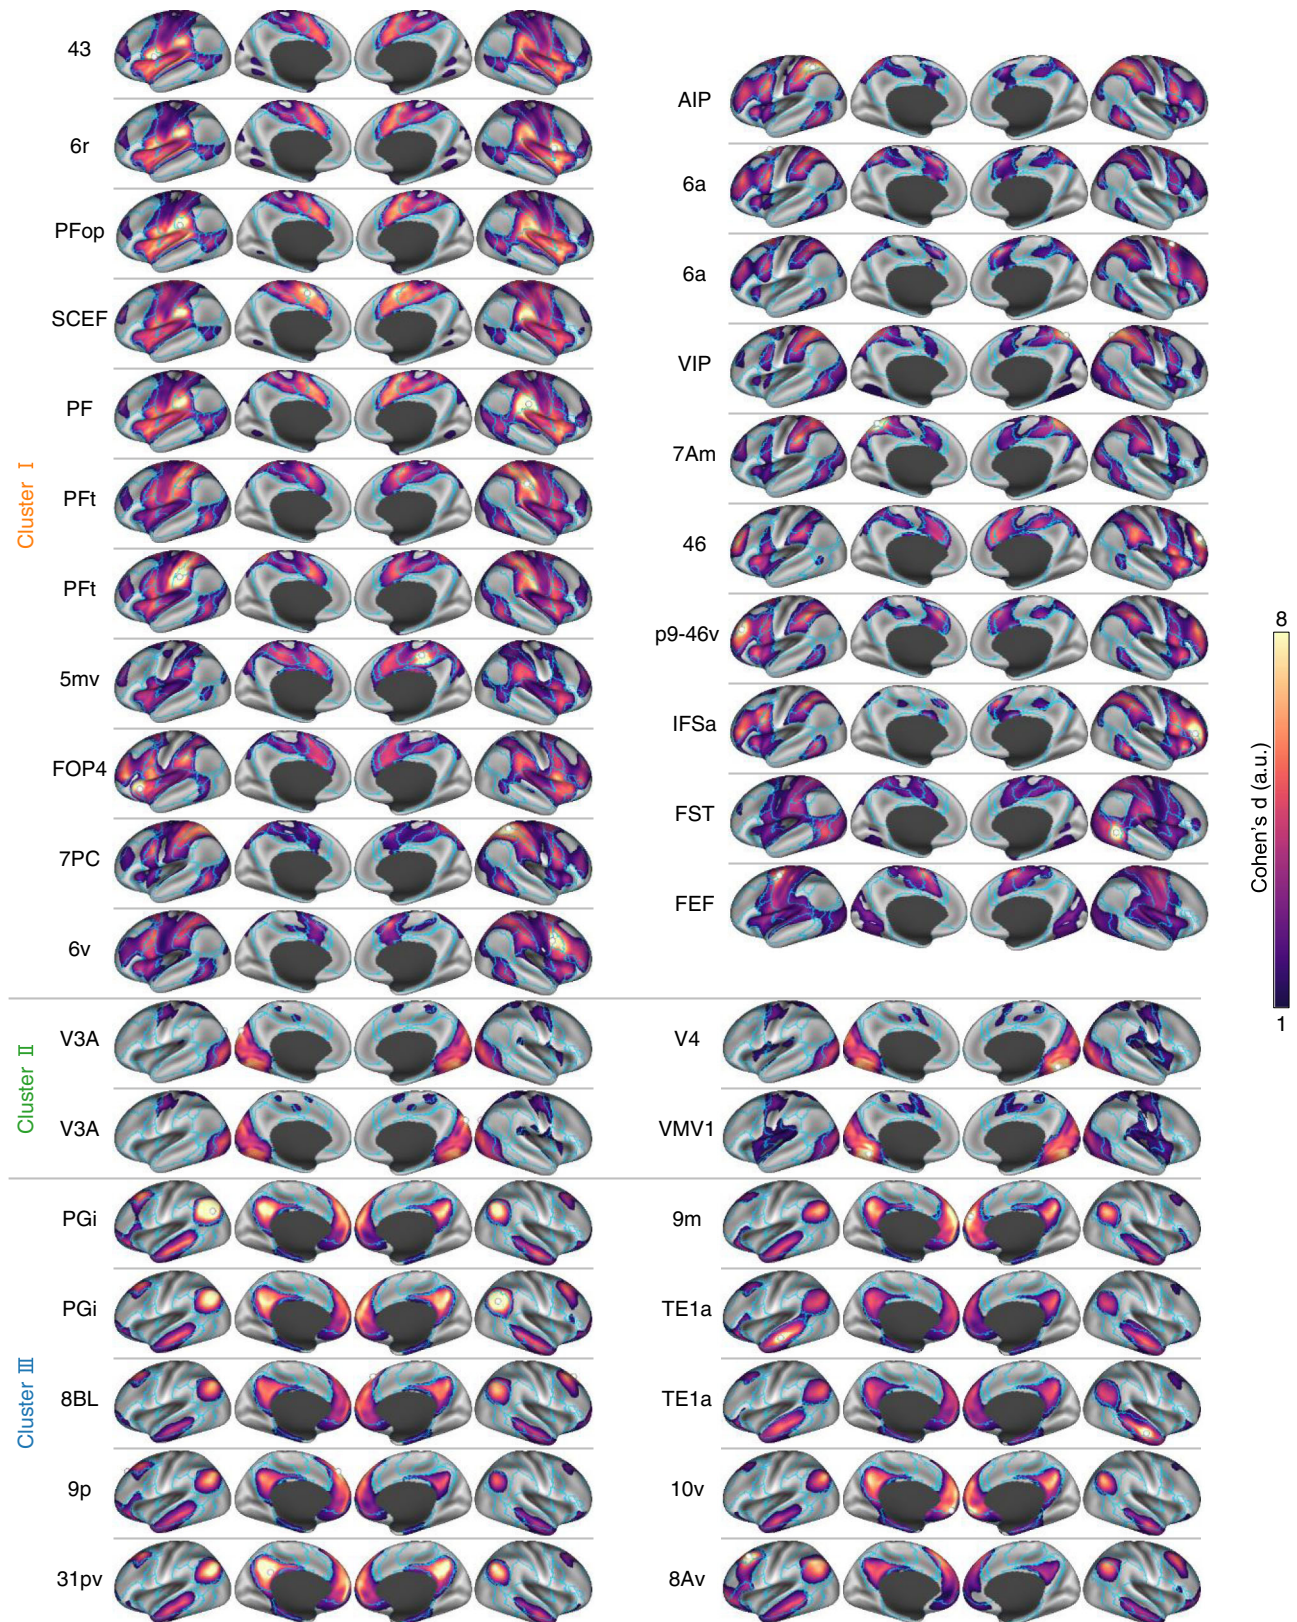 43
6r
PFop
SCEF
PF
PFt
PFt
5mv
FOP4
7PC
6v
Cluster I
AIP
6a
6a
VIP
7Am
46
p9-46v
IFSa
FST
FEF
8
Cohen's d (a.u.)
1
Cluster II
V3A
V3A
V4
VMV1
Cluster III
PGi
PGi
8BL
9p
31pv
9m
TE1a
TE1a
10v
8Av